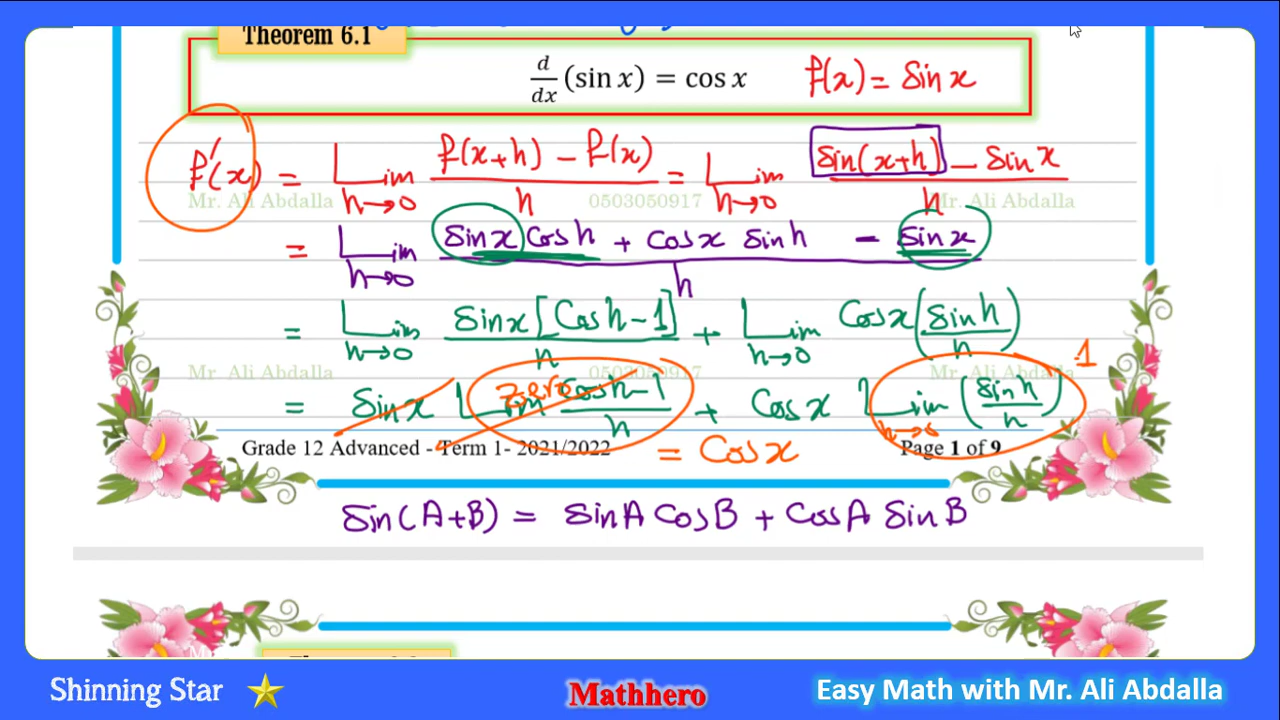 Theorem 6.1
d/dx (sin x) = cos x    f(x) = sin x
f'(x) = Lim h→0 f(x+h) - f(x) / h = Lim h→0 sin(x+h) - sin x / h
Mr. Ali Abdalla 0503050917 Mr. Ali Abdalla
= Lim h→0 sin x cos h + cos x sin h - sin x / h
= Lim h→0 sin x [Cos h - 1] / h + Lim h→0 Cos x (sin h / h)
Mr. Ali Abdalla 0503050917 Mr. Ali Abdalla 1
zero
= sin x Lim Cos h - 1 / h + Cos x Lim h→0 (sin h / h)
Grade 12 Advanced - Term 1- 2021/2022 = Cos x Page 1 of 9
sin(A+B) = sin A Cos B + Cos A Sin B
Shinning Star Mathhero Easy Math with Mr. Ali Abdalla